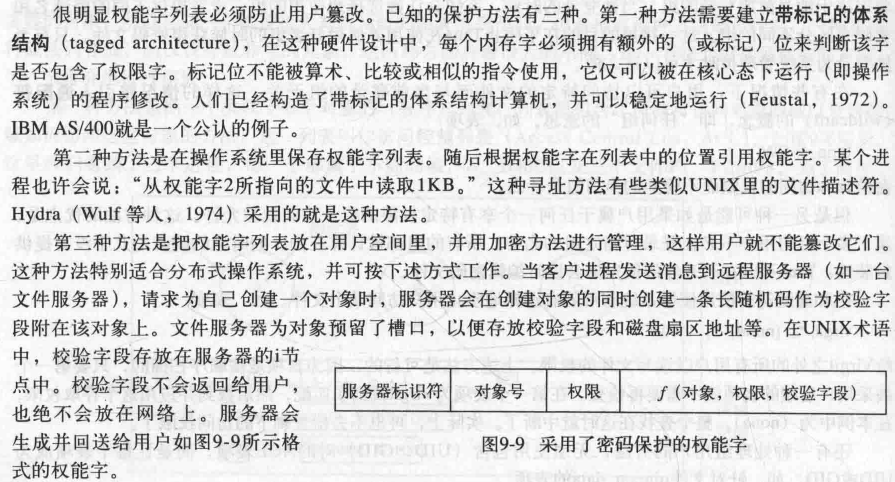 很明显权能字列表必须防止用户篡改。已知的保护方法有三种。第一种方法需要建立带标记的体系
结构（tagged architecture），在这种硬件设计中，每个内存字必须拥有额外的（或标记）位来判断该字
是否包含了权限字。标记位不能被算术、比较或相似的指令使用，它仅可以被在核心态下运行（即操作
系统）的程序修改。人们已经构造了带标记的体系结构计算机，并可以稳定地运行（Feustal，1972）。
IBM AS/400就是一个公认的例子。
第二种方法是在操作系统里保存权能字列表。随后根据权能字在列表中的位置引用权能字。某个进
程也许会说：“从权能字2所指向的文件中读取1KB。”这种寻址方法有些类似UNIX里的文件描述符。
Hydra（Wulf 等人，1974）采用的就是这种方法。
第三种方法是把权能字列表放在用户空间里，并用加密方法进行管理，这样用户就不能篡改它们。
这种方法特别适合分布式操作系统，并可按下述方式工作。当客户进程发送消息到远程服务器（如一台
文件服务器），请求为自己创建一个对象时，服务器会在创建对象的同时创建一条长随机码作为校验字
段附在该对象上。文件服务器为对象预留了槽口，以便存放校验字段和磁盘扇区地址等。在UNIX术语
中，校验字段存放在服务器的i节
点中。校验字段不会返回给用户，
也绝不会放在网络上。服务器会
生成并回送给用户如图9-9所示格
式的权能字。
服务器标识符 对象号 权限 f（对象，权限，校验字段）
图9-9 采用了密码保护的权能字